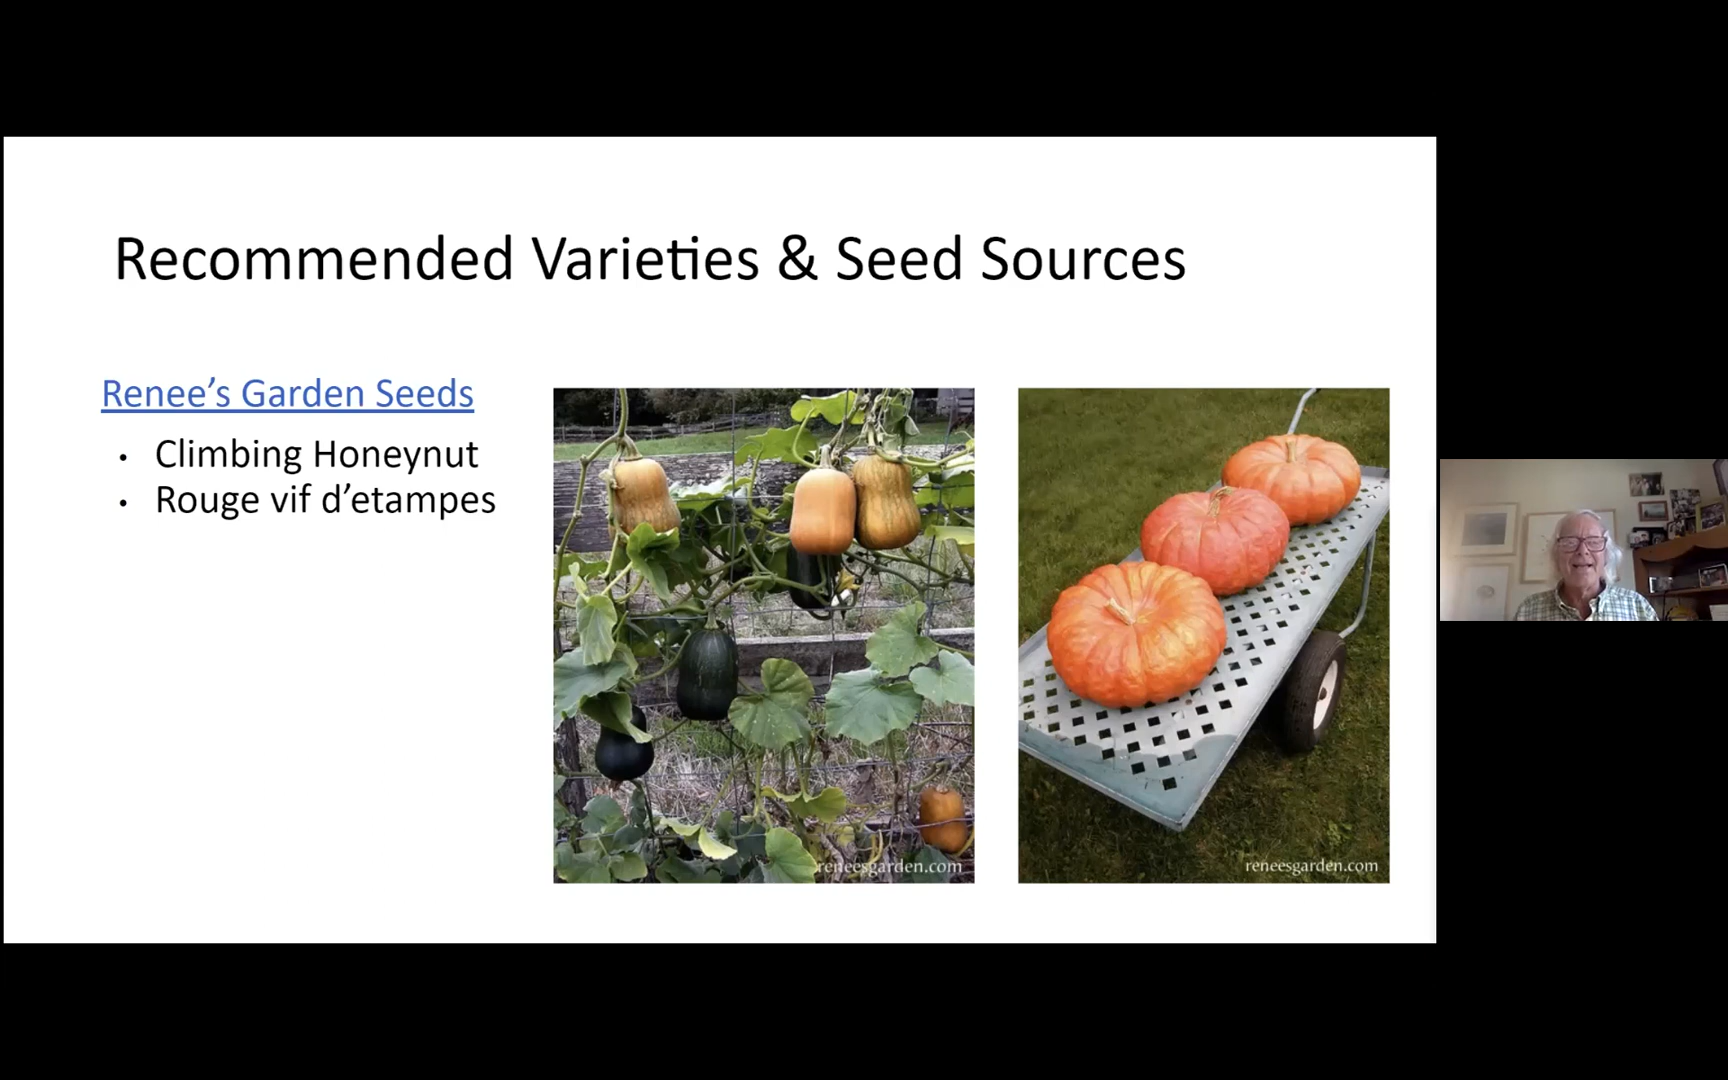 Recommended Varieties & Seed Sources
Renee’s Garden Seeds
• Climbing Honeynut
• Rouge vif d’etampes
reneesgarden.com
reneesgarden.com